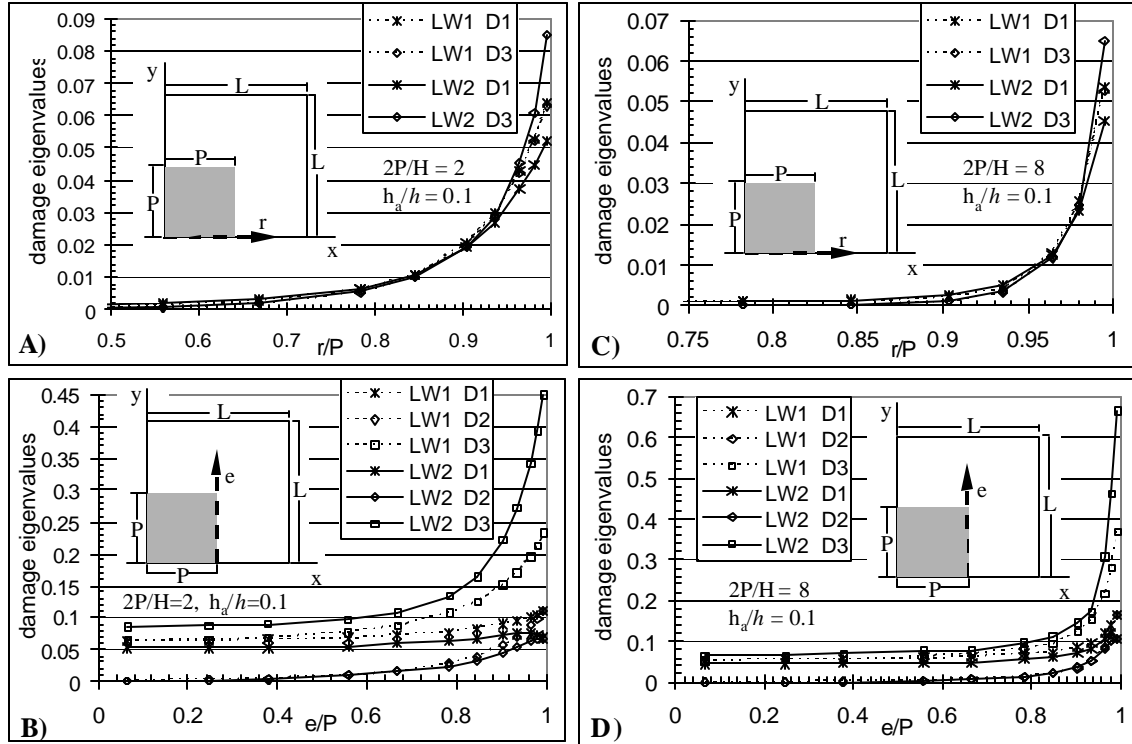 0.09
0.08
0.07
0.06
0.05
0.04
0.03
0.02
0.01
0
damage eigenvalues
0.5
0.6
0.7
0.8
0.9
1
r/P
A)
LW1 D1
LW1 D3
LW2 D1
LW2 D3
y
L
L
P
P
r
x
2P/H = 2
ha/h = 0.1
0.07
0.06
0.05
0.04
0.03
0.02
0.01
0
damage eigenvalues
0.75
0.8
0.85
0.9
0.95
1
r/P
C)
LW1 D1
LW1 D3
LW2 D1
LW2 D3
y
L
L
P
P
r
x
2P/H = 8
ha/h = 0.1
0.45
0.4
0.35
0.3
0.25
0.2
0.15
0.1
0.05
0
damage eigenvalues
0
0.2
0.4
0.6
0.8
1
e/P
B)
LW1 D1
LW1 D2
LW1 D3
LW2 D1
LW2 D2
LW2 D3
y
L
L
P
P
e
x
2P/H=2, ha/h=0.1
0.7
0.6
0.5
0.4
0.3
0.2
0.1
0
damage eigenvalues
0
0.2
0.4
0.6
0.8
1
e/P
D)
LW1 D1
LW1 D2
LW1 D3
LW2 D1
LW2 D2
LW2 D3
y
L
L
P
P
e
x
2P/H = 8
ha/h = 0.1